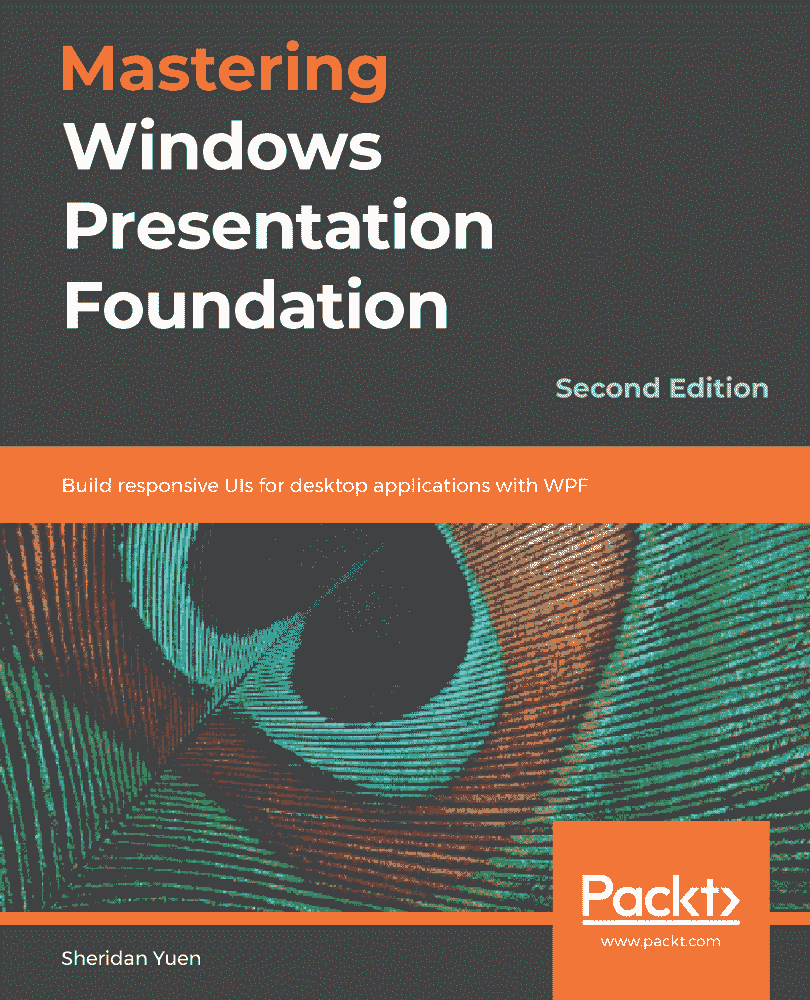 Mastering
Windows
Presentation
Foundation
Second Edition
Build responsive UIs for desktop applications with WPF
Packt>
www.packt.com
Sheridan Yuen